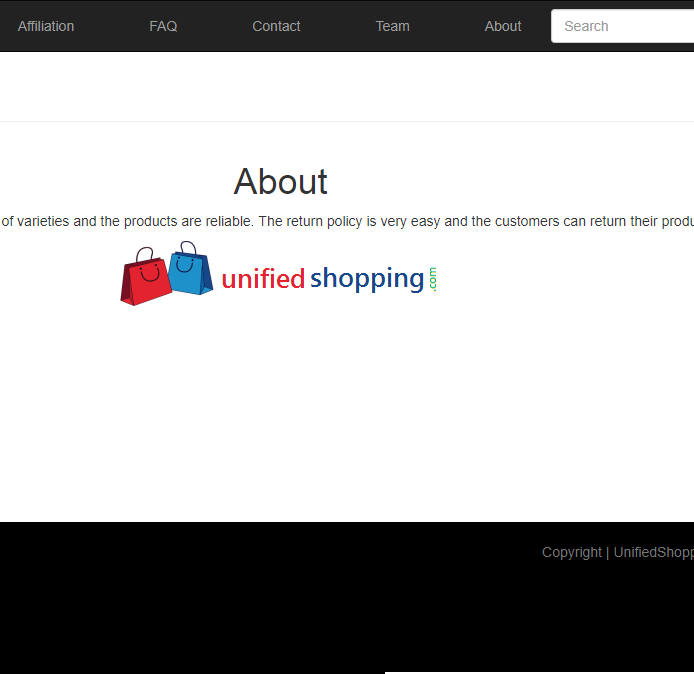 Affiliation FAQ Contact Team About Search
About
of varieties and the products are reliable. The return policy is very easy and the customers can return their produ
unified shopping .com
Copyright | UnifiedShopp